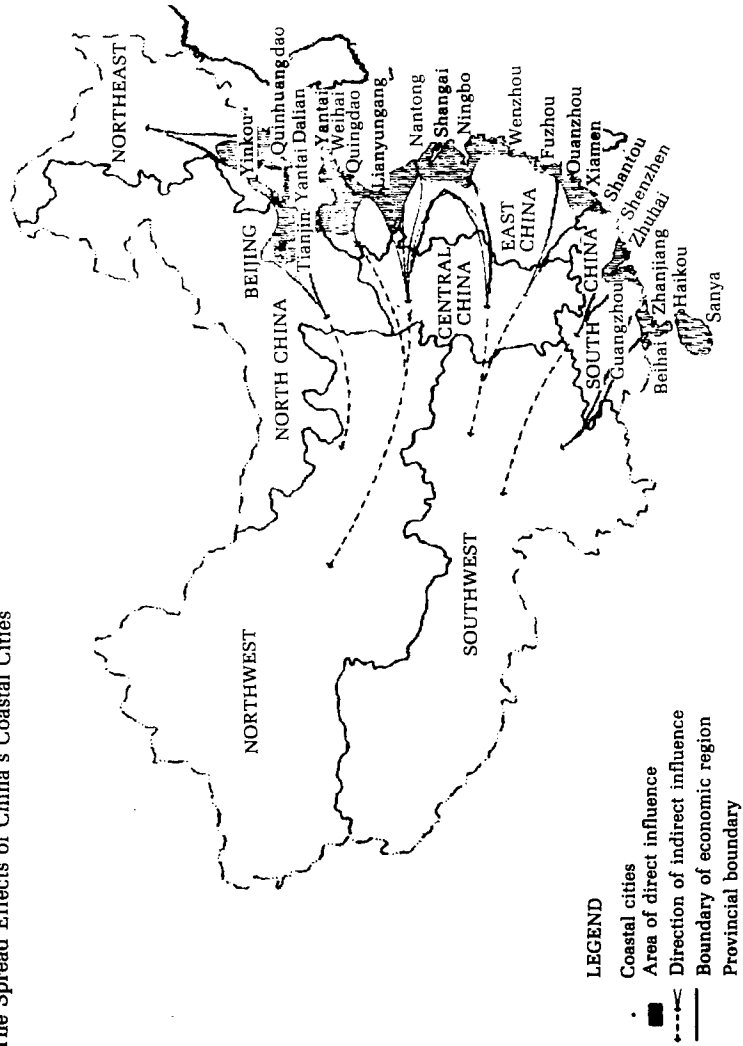 The Spread Effects of China's Coastal Cities
NORTHEAST
BEIJING
NORTH CHINA
NORTHWEST
SOUTHWEST
CENTRAL
CHINA
EAST
CHINA
SOUTH CHINA
Yinkou
Quinhuangdao
Tianjin
Yantai
Dalian
Yantai
Weihai
Quingdao
Lianyungang
Nantong
Shangai
Ningbo
Wenzhou
Fuzhou
Quanzhou
Xiamen
Shantou
Shenzhen
Zhuhai
Guangzhou
Zhanjiang
Beihai
Haikou
Sanya
LEGEND
Coastal cities
Area of direct influence
Direction of indirect influence
Boundary of economic region
Provincial boundary